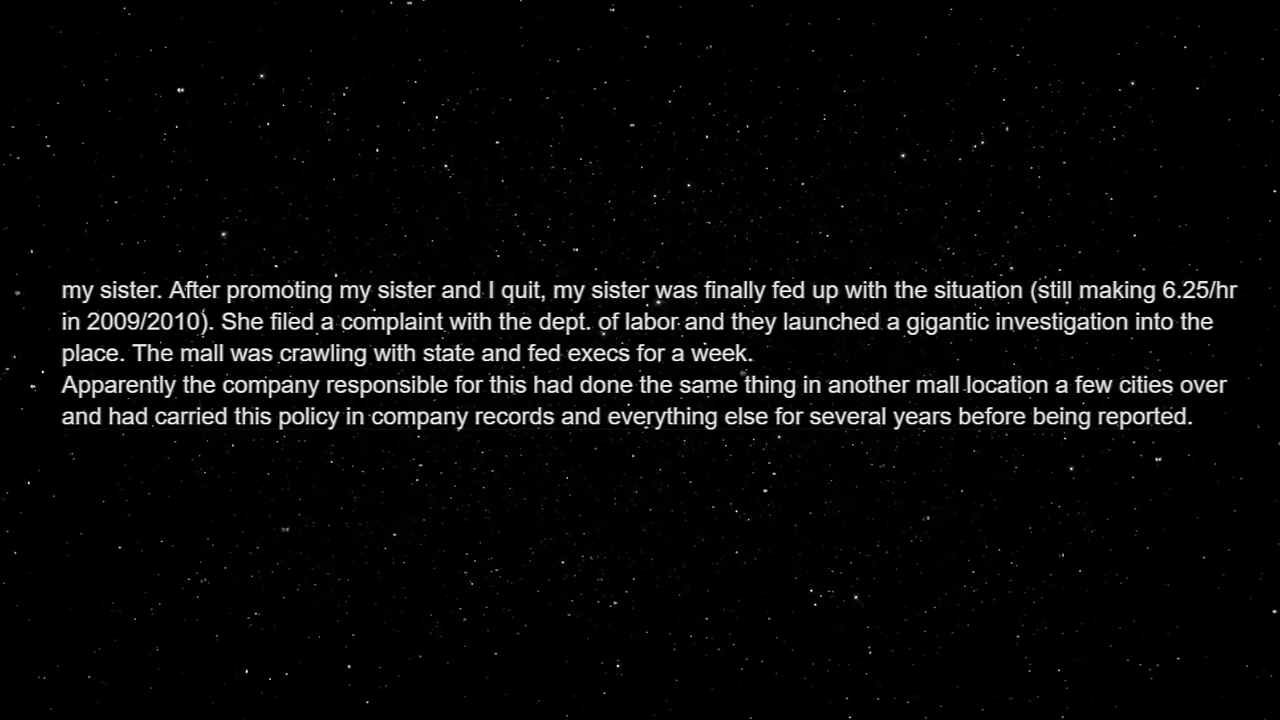 my sister. After promoting my sister and I quit, my sister was finally fed up with the situation (still making 6.25/hr
in 2009/2010). She filed a complaint with the dept. of labor and they launched a gigantic investigation into the
place. The mall was crawling with state and fed execs for a week.
Apparently the company responsible for this had done the same thing in another mall location a few cities over
and had carried this policy in company records and everything else for several years before being reported.